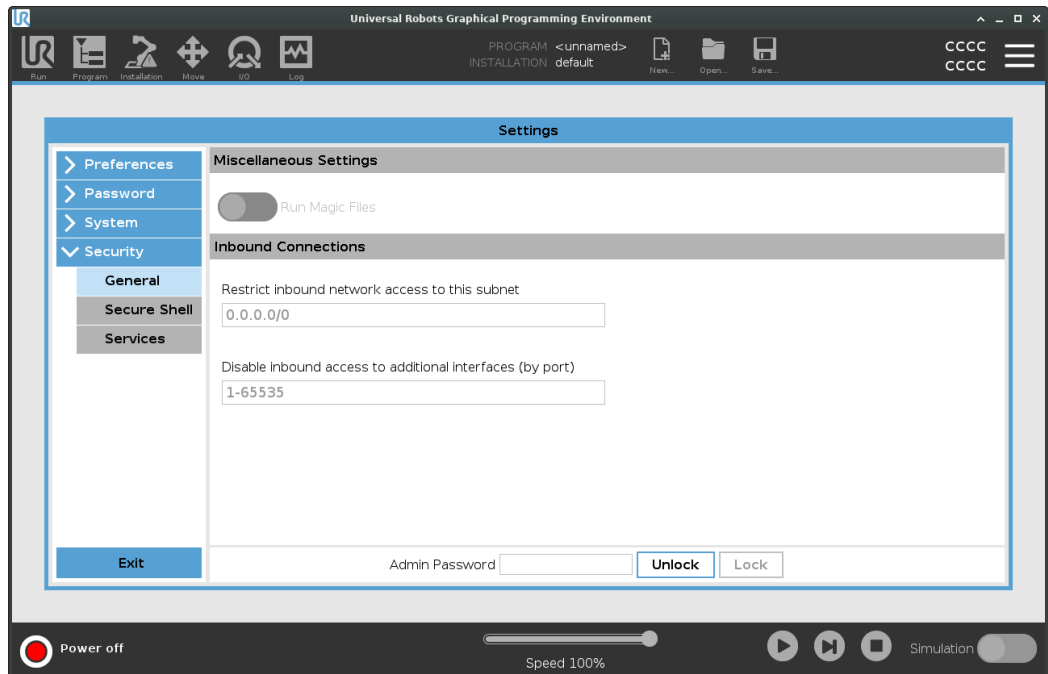 Universal Robots Graphical Programming Environment
UR
Run
Program
Installation
Move
I/O
Log
PROGRAM <unnamed>
INSTALLATION default
New...
Open...
Save...
CCCC
CCCC
Settings
Preferences
Password
System
Security
General
Secure Shell
Services
Exit
Miscellaneous Settings
Run Magic Files
Inbound Connections
Restrict inbound network access to this subnet
0.0.0.0/0
Disable inbound access to additional interfaces (by port)
1-65535
Admin Password
Unlock
Lock
Power off
Speed 100%
Simulation